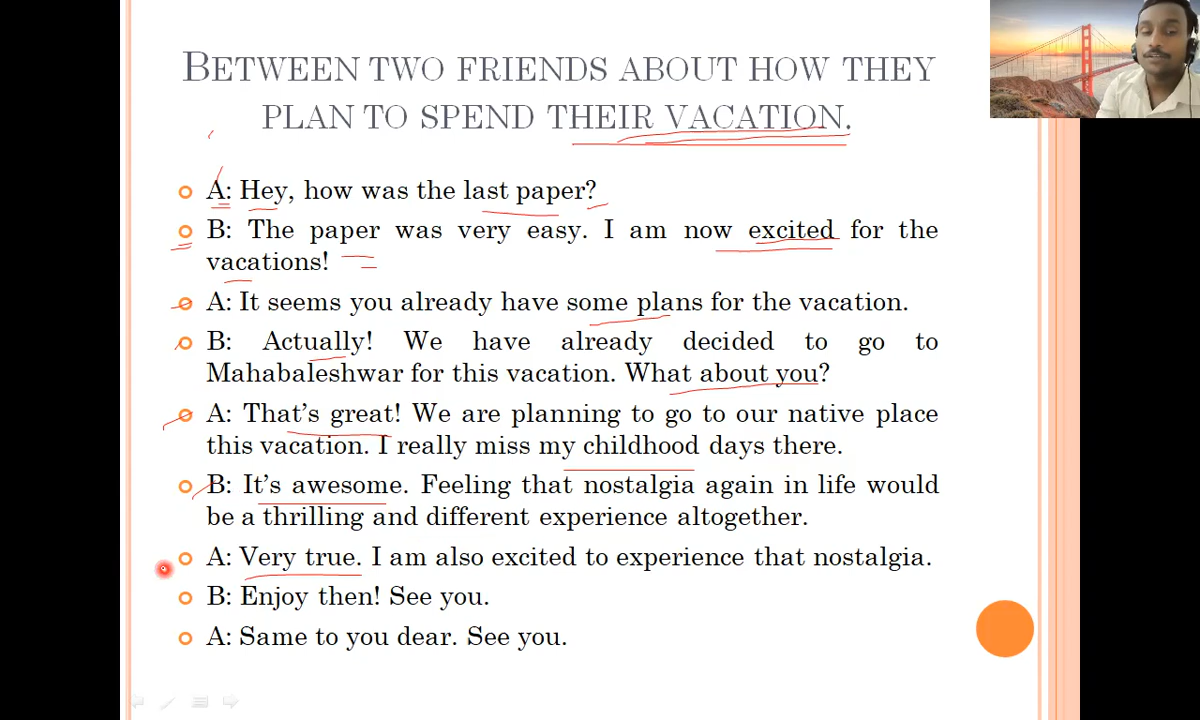 BETWEEN TWO FRIENDS ABOUT HOW THEY
PLAN TO SPEND THEIR VACATION.
A: Hey, how was the last paper?
B: The paper was very easy. I am now excited for the
vacations!
A: It seems you already have some plans for the vacation.
B: Actually! We have already decided to go to
Mahabaleshwar for this vacation. What about you?
A: That's great! We are planning to go to our native place
this vacation. I really miss my childhood days there.
B: It's awesome. Feeling that nostalgia again in life would
be a thrilling and different experience altogether.
A: Very true. I am also excited to experience that nostalgia.
B: Enjoy then! See you.
A: Same to you dear. See you.